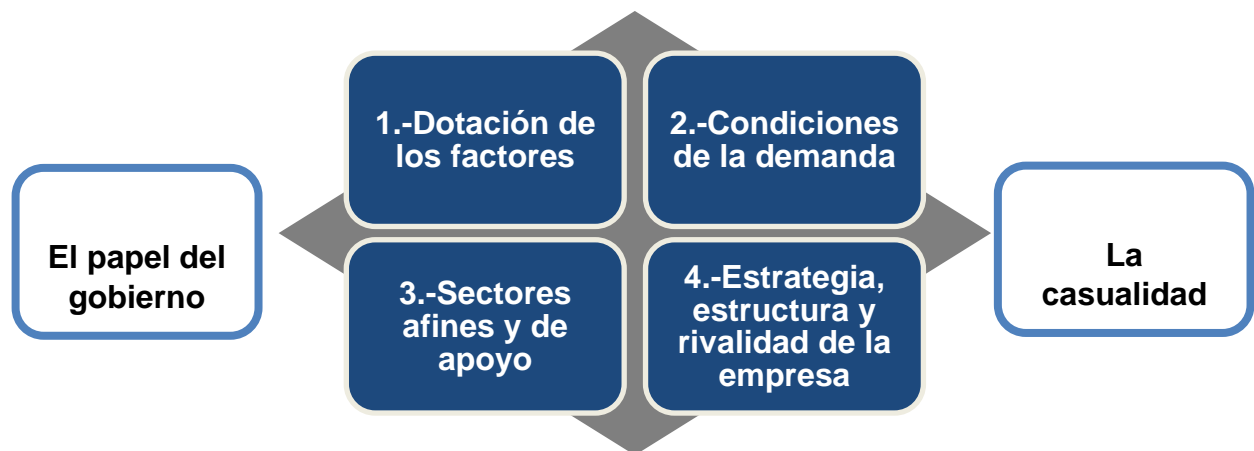 1.-Dotación de
los factores
2.-Condiciones
de la demanda
El papel del
gobierno
3.-Sectores
afines y de
apoyo
4.-Estrategia,
estructura y
rivalidad de la
empresa
La
casualidad